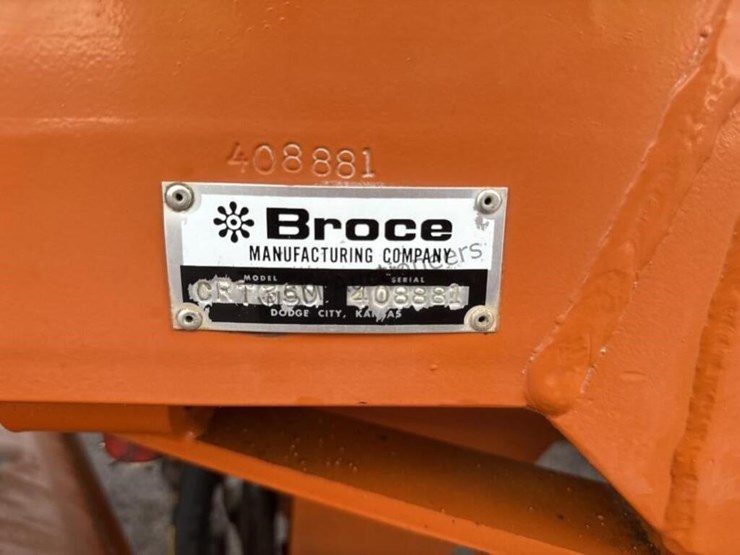 408881
Broce
MANUFACTURING COMPANY
MODEL SERIAL
408881
DODGE CITY, KANSAS